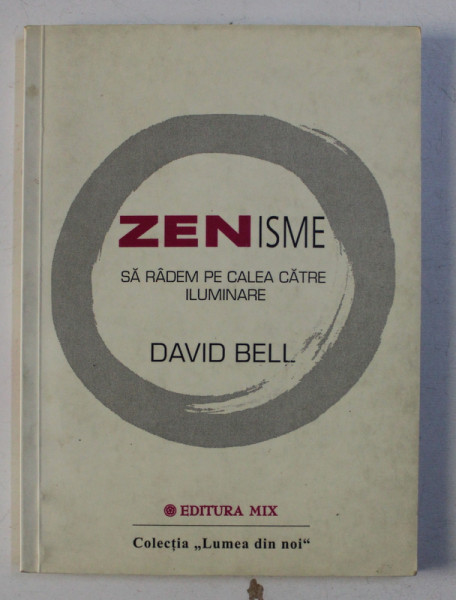 ZENISME
SĂ RÂDEM PE CALEA CĂTRE
ILUMINARE
DAVID BELL
EDITURA MIX
Colecția „Lumea din noi“